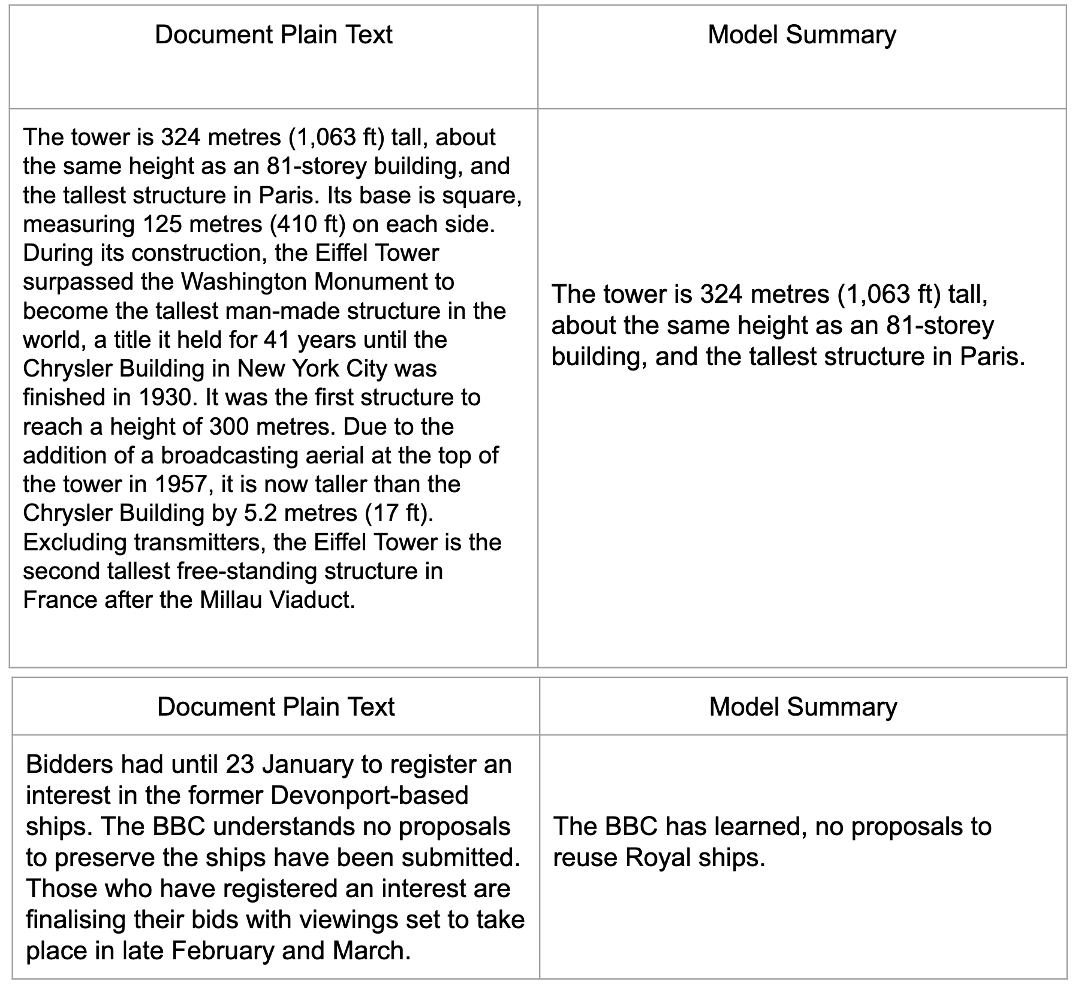 Document Plain Text
Model Summary
The tower is 324 metres (1,063 ft) tall, about
the same height as an 81-storey building, and
the tallest structure in Paris. Its base is square,
measuring 125 metres (410 ft) on each side.
During its construction, the Eiffel Tower
surpassed the Washington Monument to
become the tallest man-made structure in the
world, a title it held for 41 years until the
Chrysler Building in New York City was
finished in 1930. It was the first structure to
reach a height of 300 metres. Due to the
addition of a broadcasting aerial at the top of
the tower in 1957, it is now taller than the
Chrysler Building by 5.2 metres (17 ft).
Excluding transmitters, the Eiffel Tower is the
second tallest free-standing structure in
France after the Millau Viaduct.
The tower is 324 metres (1,063 ft) tall,
about the same height as an 81-storey
building, and the tallest structure in Paris.
Document Plain Text
Model Summary
Bidders had until 23 January to register an
interest in the former Devonport-based
ships. The BBC understands no proposals
to preserve the ships have been submitted.
Those who have registered an interest are
finalising their bids with viewings set to take
place in late February and March.
The BBC has learned, no proposals to
reuse Royal ships.